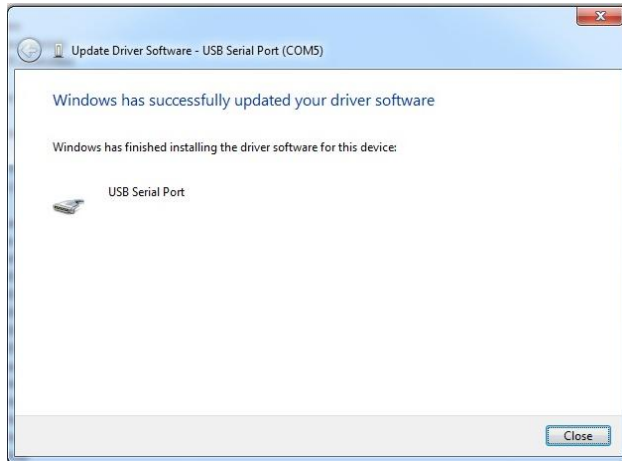 Update Driver Software - USB Serial Port (COM5)
Windows has successfully updated your driver software
Windows has finished installing the driver software for this device:
USB Serial Port
Close